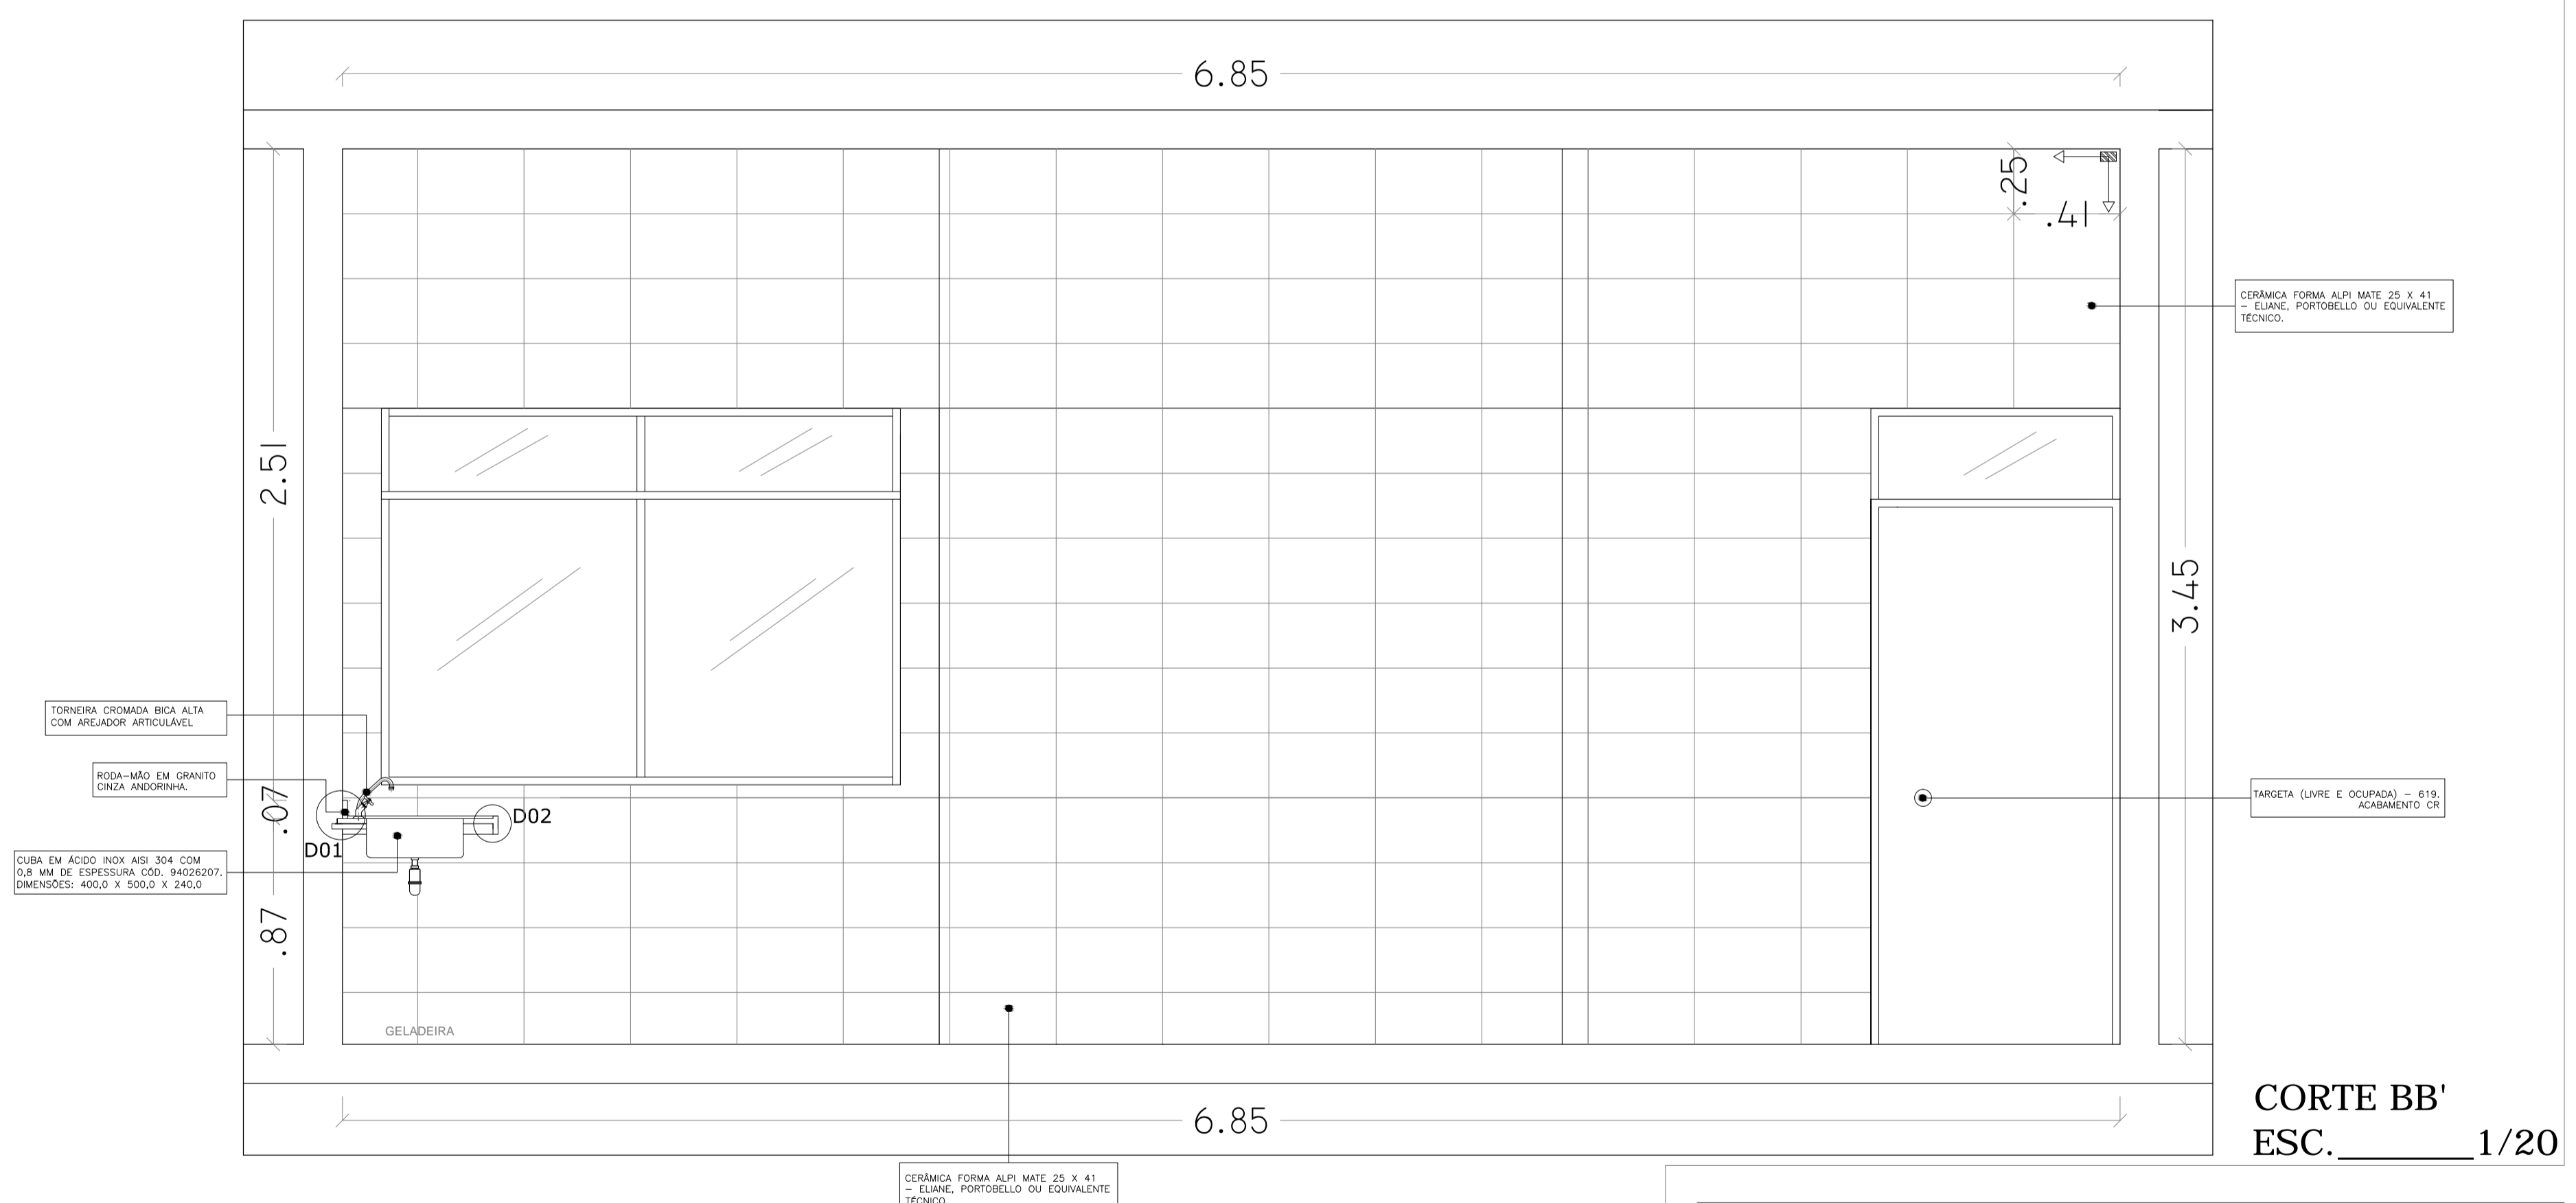 6.85
.25
.41
CERÂMICA FORMA ALPI MATE 25 X 41
– ELIANE, PORTOBELLO OU EQUIVALENTE
TÉCNICO.
2.51
3.45
TORNEIRA CROMADA BICA ALTA
COM AREJADOR ARTICULÁVEL
RODA-MÃO EM GRANITO
CINZA ANDORINHA.
.07
D01
D02
TARGETA (LIVRE E OCUPADA) – 619.
ACABAMENTO CR
CUBA EM ÁCIDO INOX AISI 304 COM
0,8 MM DE ESPESSURA CÓD. 94026207.
DIMENSÕES: 400,0 X 500,0 X 240,0
.87
GELADEIRA
6.85
CORTE BB'
ESC.________1/20
CERÂMICA FORMA ALPI MATE 25 X 41
– ELIANE, PORTOBELLO OU EQUIVALENTE
TÉCNICO